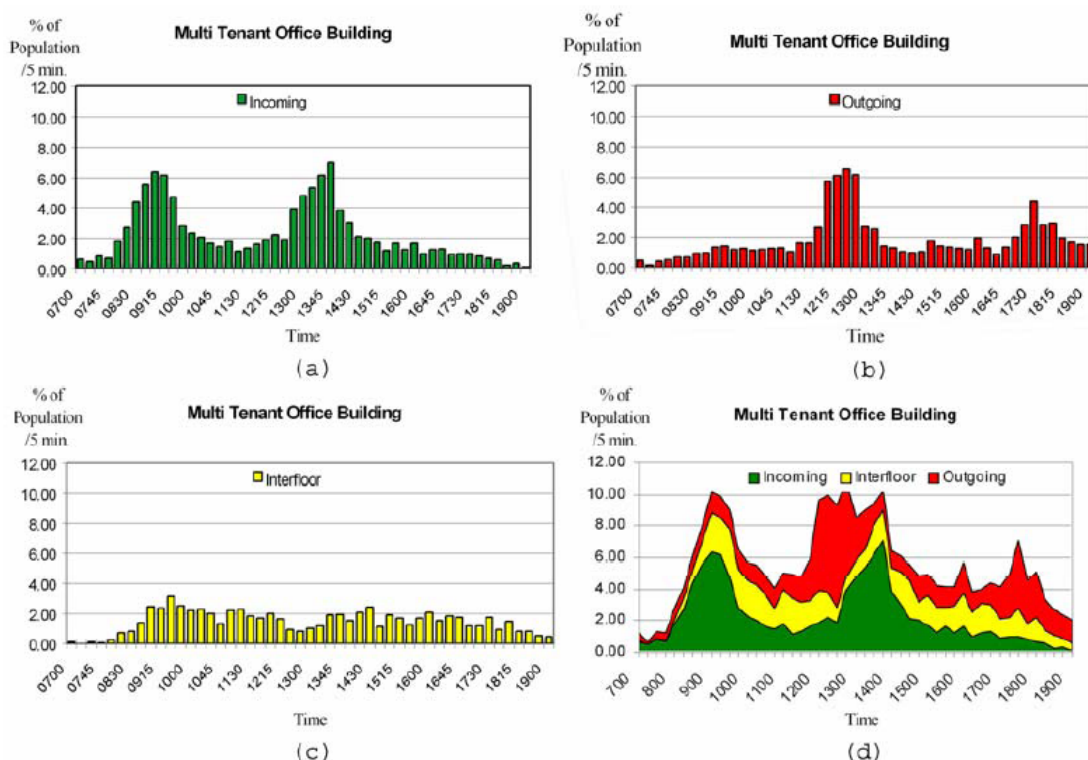 % of
Population
/5 min.
Multi Tenant Office Building
12.00
Incoming
10.00
8.00
6.00
4.00
2.00
0.00
0700 0745 0830 0915 1000 1045 1130 1215 1300 1345 1430 1515 1600 1645 1730 1815 1900
Time
(a)
% of
Population
/5 min.
Multi Tenant Office Building
12.00
Outgoing
10.00
8.00
6.00
4.00
2.00
0.00
0700 0745 0830 0915 1000 1045 1130 1215 1300 1345 1430 1515 1600 1645 1730 1815 1900
Time
(b)
% of
Population
/5 min.
Multi Tenant Office Building
12.00
Interfloor
10.00
8.00
6.00
4.00
2.00
0.00
0700 0745 0830 0915 1000 1045 1130 1215 1300 1345 1430 1515 1600 1645 1730 1815 1900
Time
(c)
% of
Population
/5 min.
Multi Tenant Office Building
12.00
Incoming Interfloor Outgoing
10.00
8.00
6.00
4.00
2.00
0.00
700 800 900 1000 1100 1200 1300 1400 1500 1600 1700 1800 1900
Time
(d)